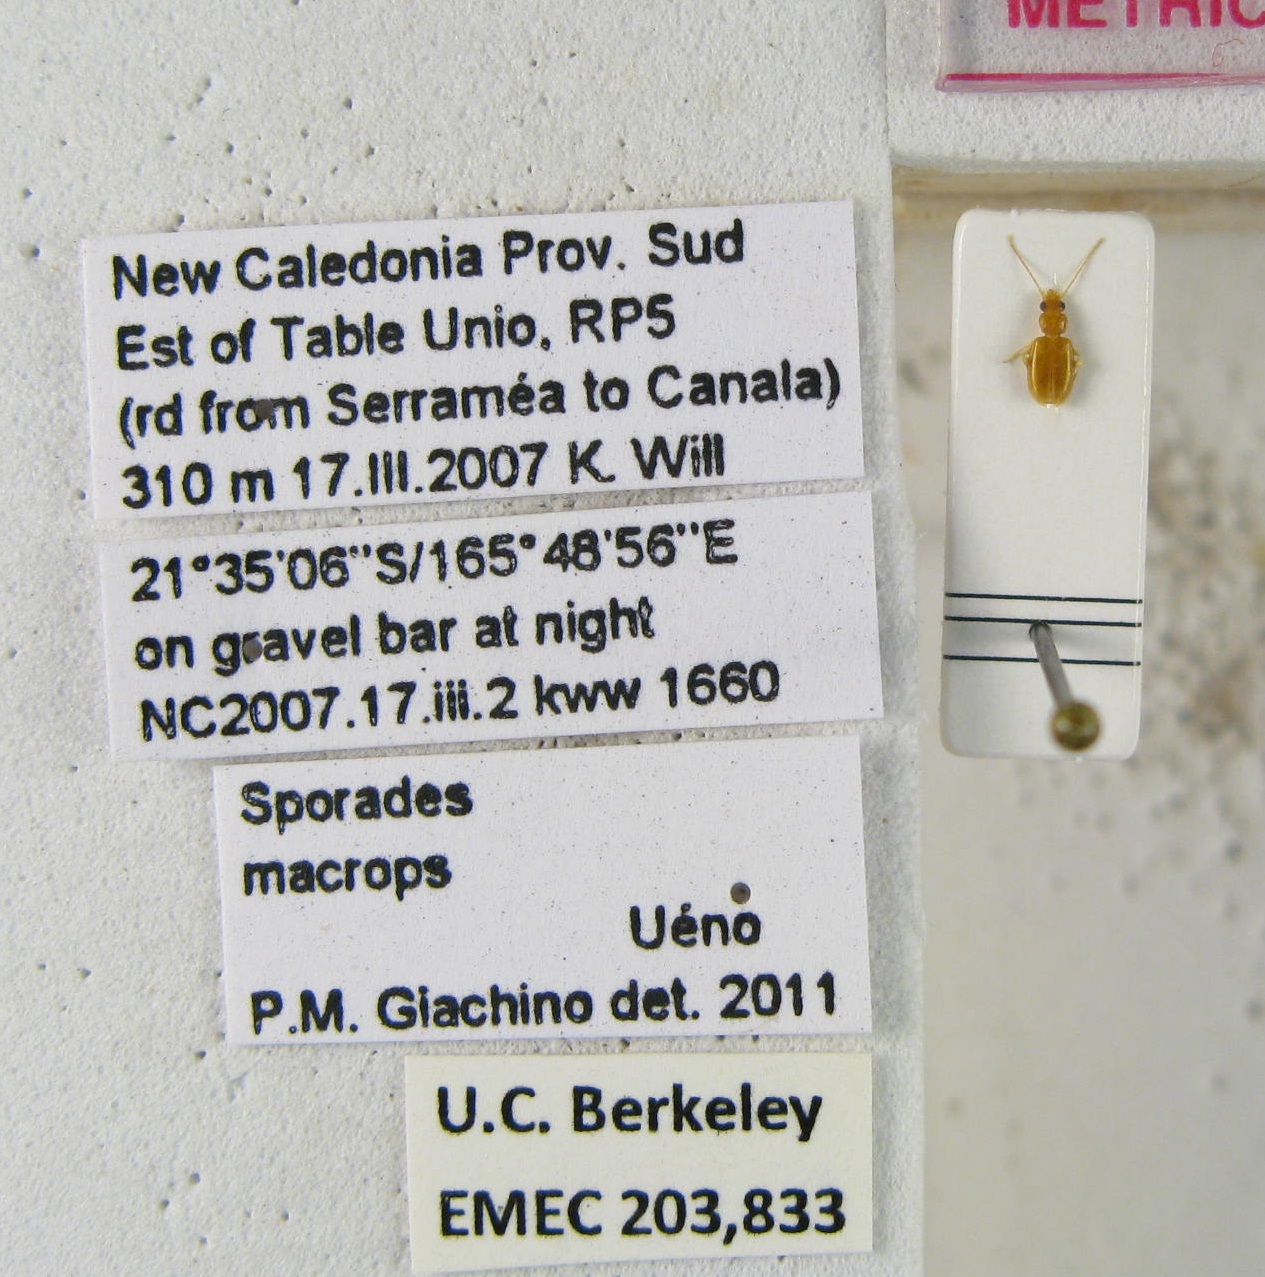 METRIC
New Caledonia Prov. Sud
Est of Table Unio, RP5
(rd from Serraméa to Canala)
310 m 17.III.2007 K. Will
21°35'06"S/165°48'56"E
on gravel bar at night
NC2007.17.iii.2 kww 1660
Sporades
macrops
Uéno
P.M. Giachino det. 2011
U.C. Berkeley
EMEC 203,833